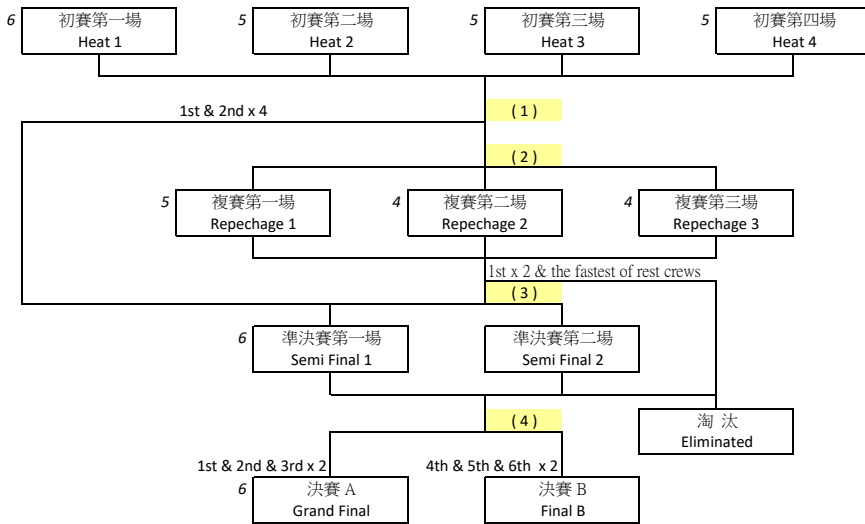 6 初賽第一場 5 初賽第二場 5 初賽第三場 5 初賽第四場
Heat 1 Heat 2 Heat 3 Heat 4
1st & 2nd x 4 ( 1 )
( 2 )
5 複賽第一場 4 複賽第二場 4 複賽第三場
Repechage 1 Repechage 2 Repechage 3
1st x 2 & the fastest of rest crews
( 3 )
6 準決賽第一場 準決賽第二場
Semi Final 1 Semi Final 2
( 4 ) 淘 汰
Eliminated
1st & 2nd & 3rd x 2 4th & 5th & 6th x 2
6 決賽 A 決賽 B
Grand Final Final B